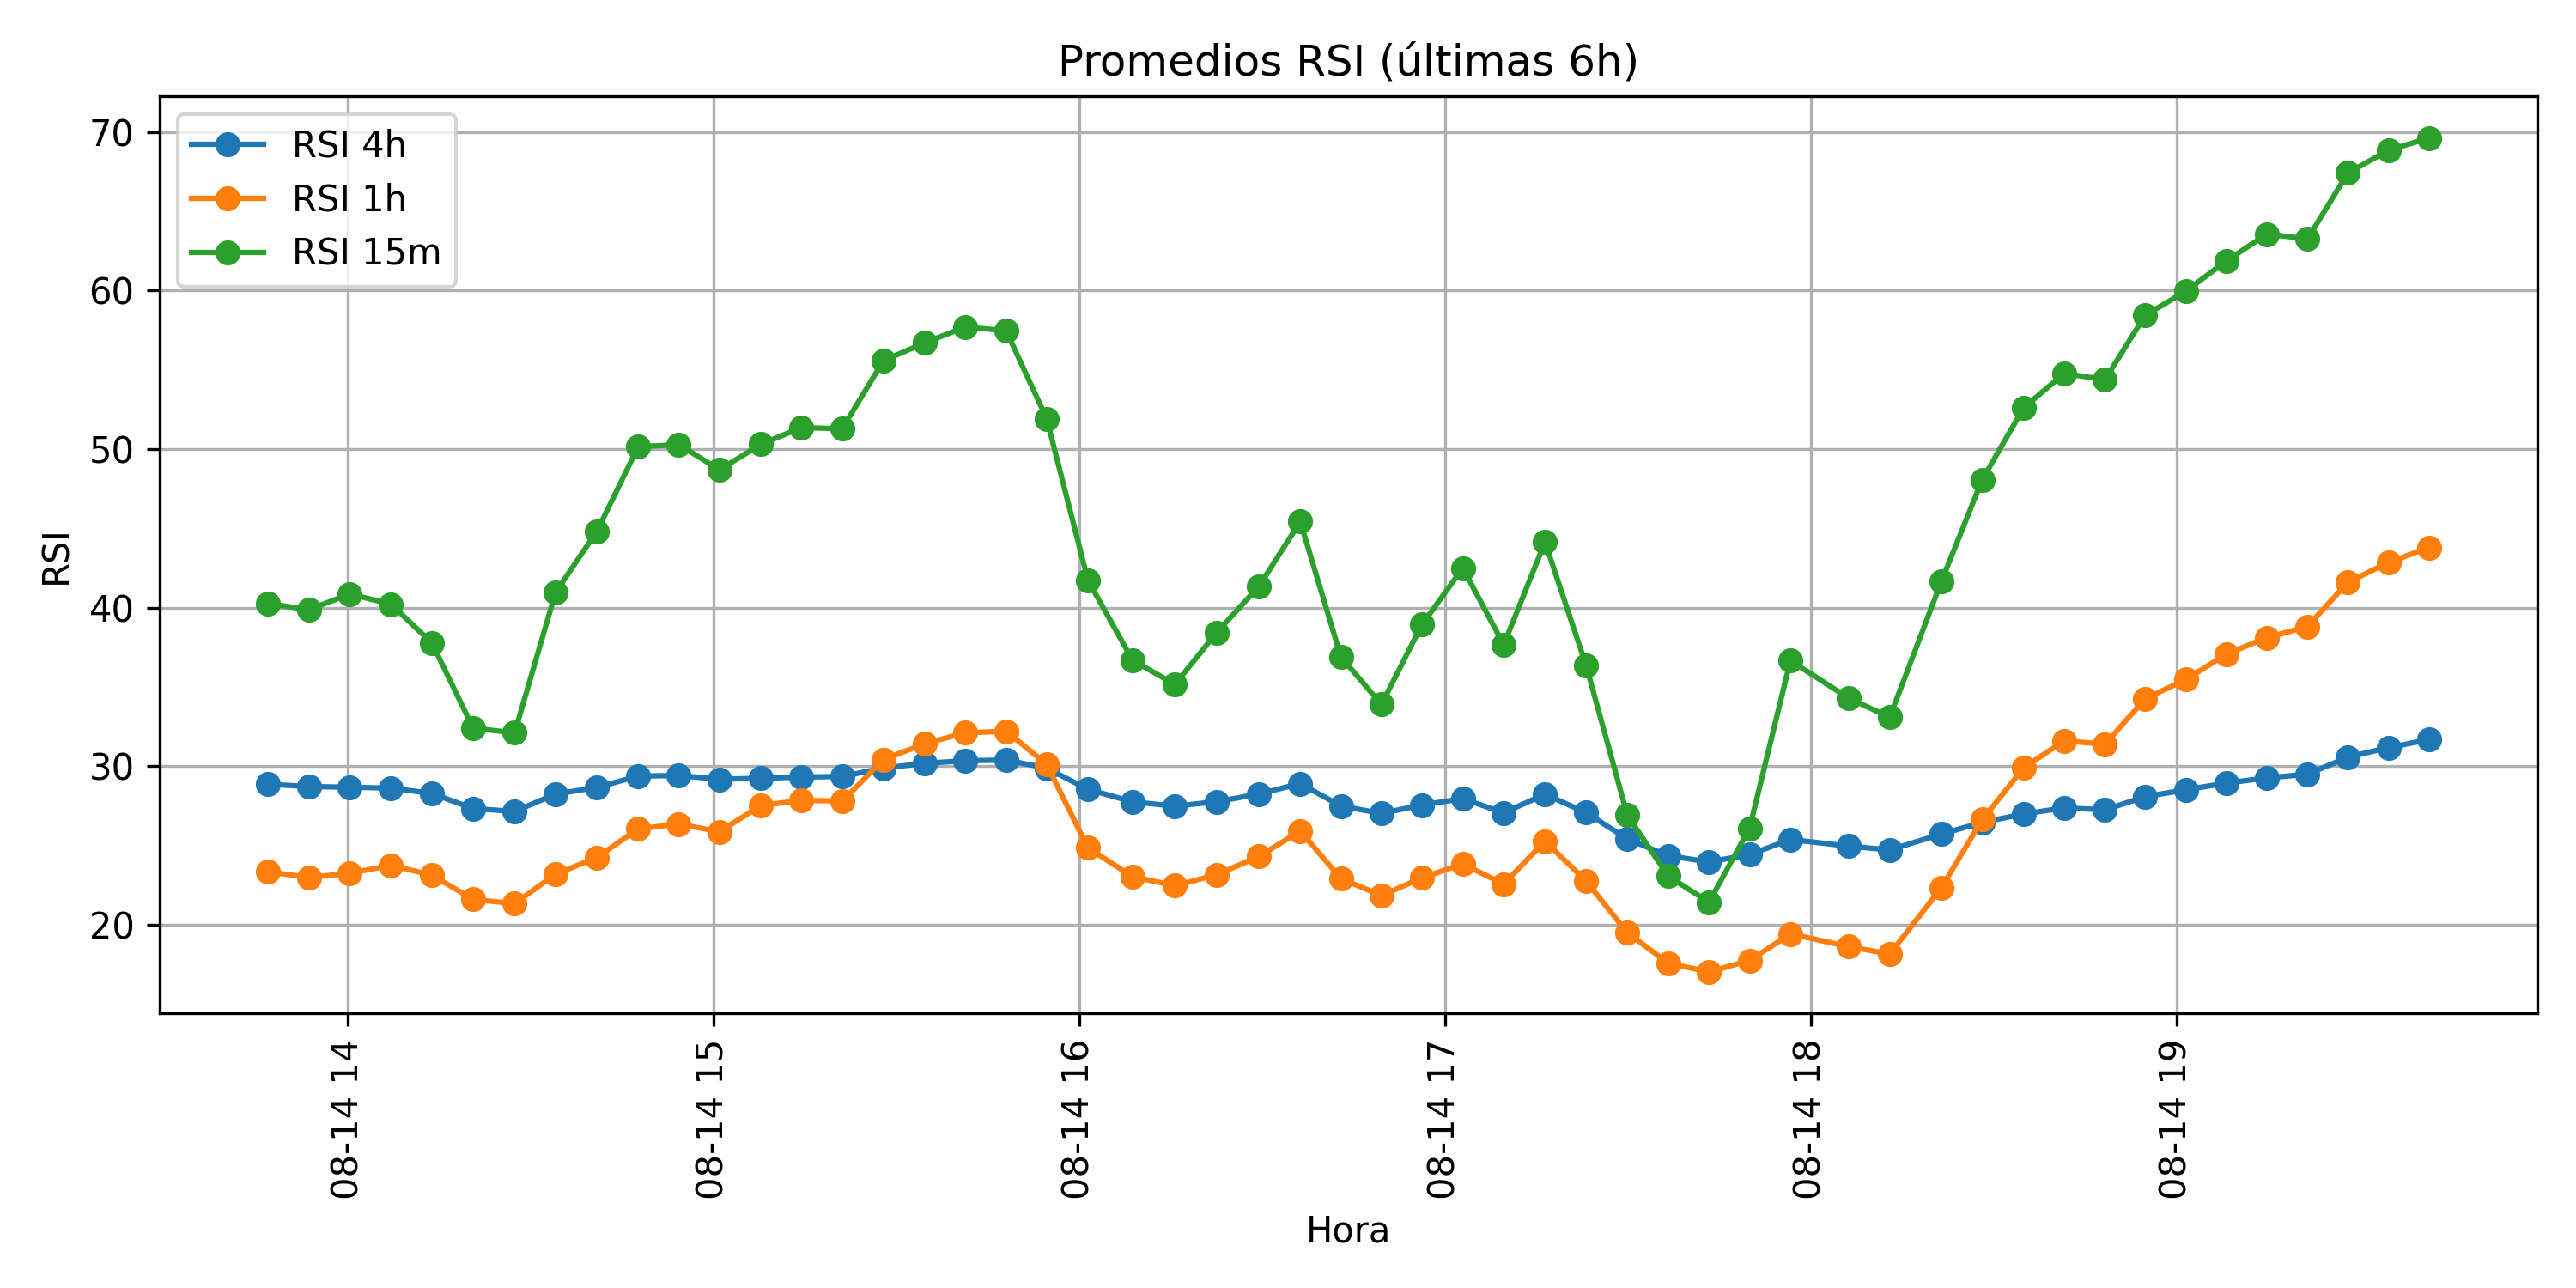 Promedios RSI (últimas 6h)
RSI 4h
RSI 1h
RSI 15m
70
60
50
40
30
20
RSI
08-14 14
08-14 15
08-14 16
08-14 17
08-14 18
08-14 19
Hora